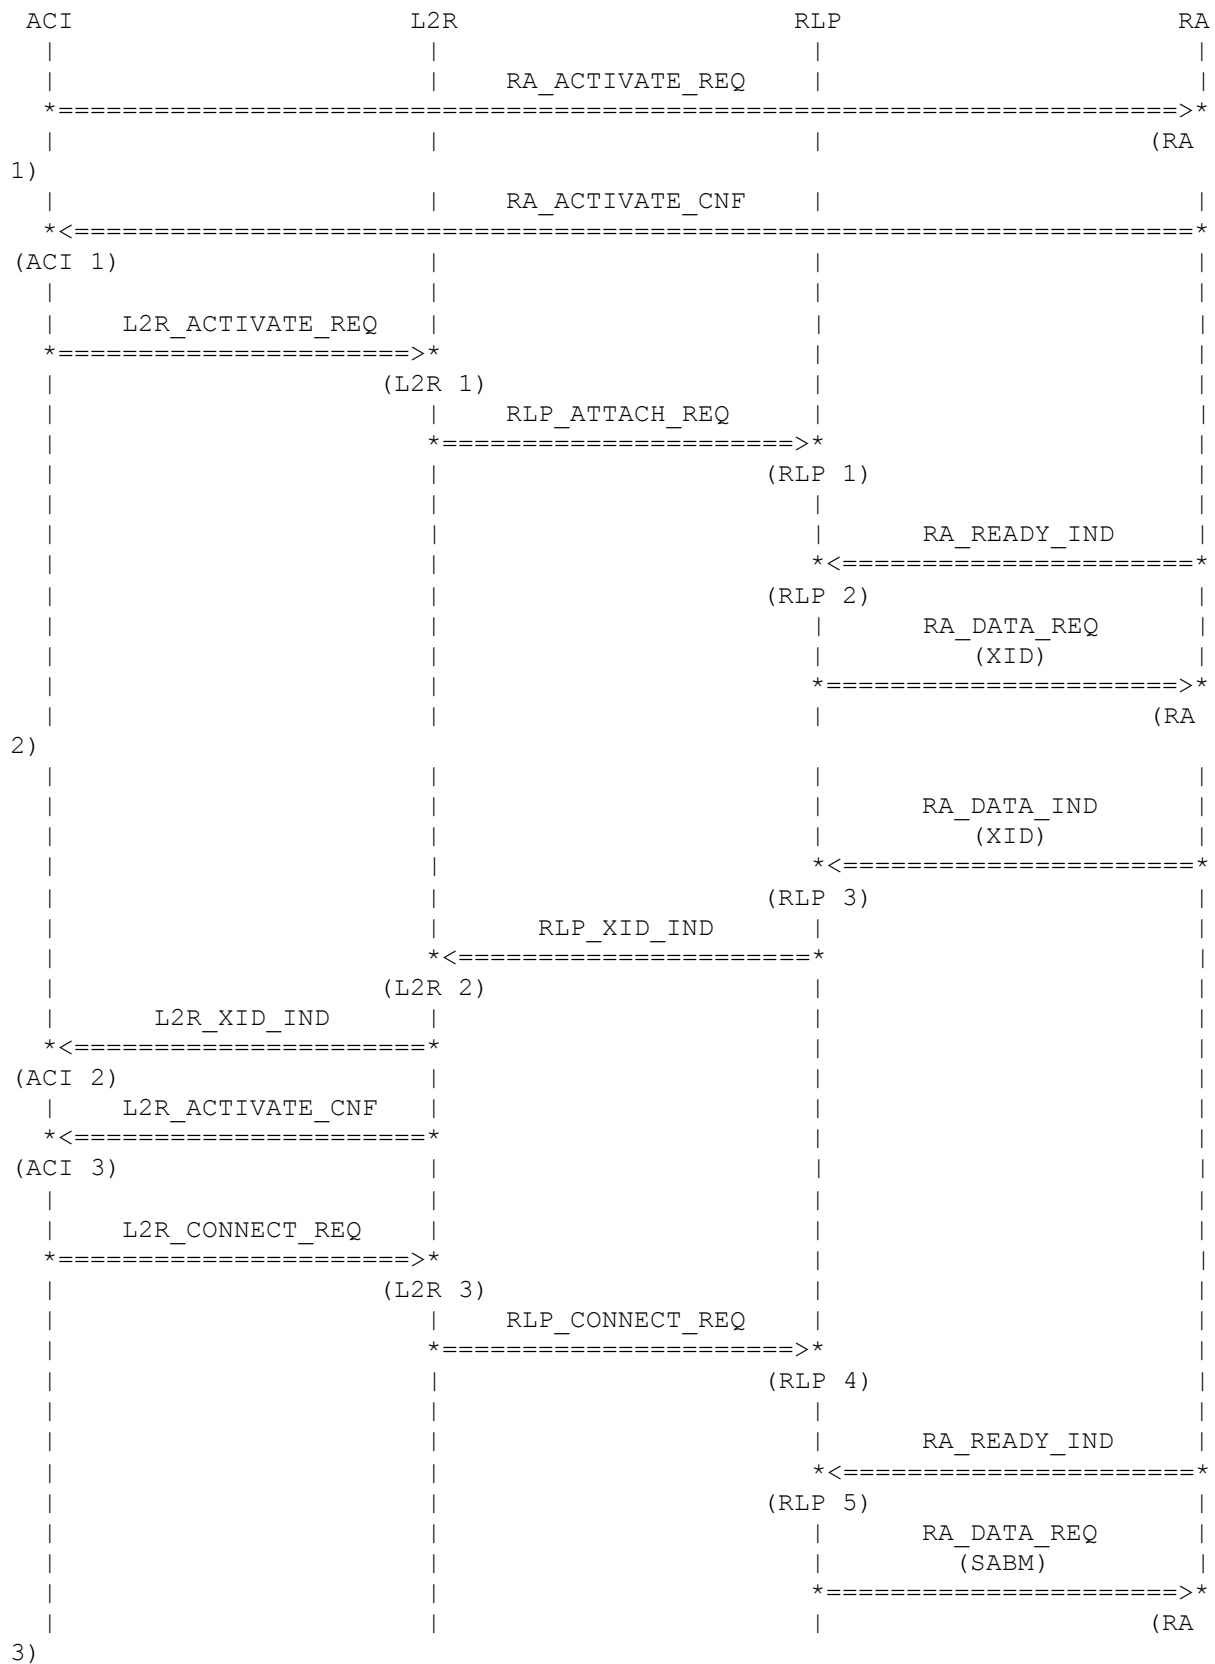 ACI L2R RLP RA
| | | |
| | RA_ACTIVATE_REQ | |
*======================================================================>*
| | | (RA
1)
| | RA_ACTIVATE_CNF | |
*<======================================================================*
(ACI 1) | | |
| | | |
| L2R_ACTIVATE_REQ | | |
*======================>* | |
| (L2R 1) | |
| | RLP_ATTACH_REQ | |
| *======================>* |
| | (RLP 1) |
| | | |
| | | RA_READY_IND |
| | *<======================*
| | (RLP 2) |
| | | RA_DATA_REQ |
| | | (XID) |
| | *======================>*
| | | (RA
2)
| | | |
| | | RA_DATA_IND |
| | | (XID) |
| | *<======================*
| | (RLP 3) |
| | RLP_XID_IND | |
| *<======================* |
| (L2R 2) | |
| L2R_XID_IND | | |
*<======================* | |
(ACI 2) | | |
| L2R_ACTIVATE_CNF | | |
*<======================* | |
(ACI 3) | | |
| | | |
| L2R_CONNECT_REQ | | |
*======================>* | |
| (L2R 3) | |
| | RLP_CONNECT_REQ | |
| *======================>* |
| | (RLP 4) |
| | | |
| | | RA_READY_IND |
| | *<======================*
| | (RLP 5) |
| | | RA_DATA_REQ |
| | | (SABM) |
| | *======================>*
| | | (RA
3)